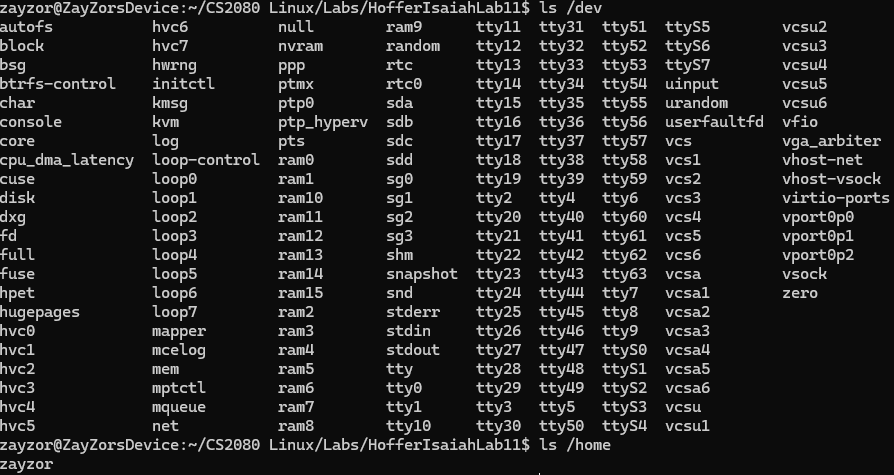 zayzor@ZayZorsDevice:~/CS2080 Linux/Labs/HofferIsaiahLab11$ ls /dev
autofs hvc6 null ram9 tty11 tty31 tty51 ttyS5 vcsu2
block hvc7 nvram random tty12 tty32 tty52 ttyS6 vcsu3
bsg hwrng ppp rtc tty13 tty33 tty53 ttyS7 vcsu4
btrfs-control initctl ptmx rtc0 tty14 tty34 tty54 uinput vcsu5
char kmsg ptp0 sda tty15 tty35 tty55 urandom vcsu6
console kvm ptp_hyperv sdb tty16 tty36 tty56 userfaultfd vfio
core log pts sdc tty17 tty37 tty57 vcs vga_arbiter
cpu_dma_latency loop-control ram0 sdd tty18 tty38 tty58 vcs1 vhost-net
cuse loop0 ram1 sg0 tty19 tty39 tty59 vcs2 vhost-vsock
disk loop1 ram10 sg1 tty2 tty4 tty6 vcs3 virtio-ports
dxg loop2 ram11 sg2 tty20 tty40 tty60 vcs4 vport0p0
fd loop3 ram12 sg3 tty21 tty41 tty61 vcs5 vport0p1
full loop4 ram13 shm tty22 tty42 tty62 vcs6 vport0p2
fuse loop5 ram14 snapshot tty23 tty43 tty63 vcsa vsock
hpet loop6 ram15 snd tty24 tty44 tty7 vcsa1 zero
hugepages loop7 ram2 stderr tty25 tty45 tty8 vcsa2
hvc0 mapper ram3 stdin tty26 tty46 tty9 vcsa3
hvc1 mcelog ram4 stdout tty27 tty47 ttyS0 vcsa4
hvc2 mem ram5 tty tty28 tty48 ttyS1 vcsa5
hvc3 mptctl ram6 tty0 tty29 tty49 ttyS2 vcsa6
hvc4 mqueue ram7 tty1 tty3 tty5 ttyS3 vcsu
hvc5 net ram8 tty10 tty30 tty50 ttyS4 vcsu1
zayzor@ZayZorsDevice:~/CS2080 Linux/Labs/HofferIsaiahLab11$ ls /home
zayzor